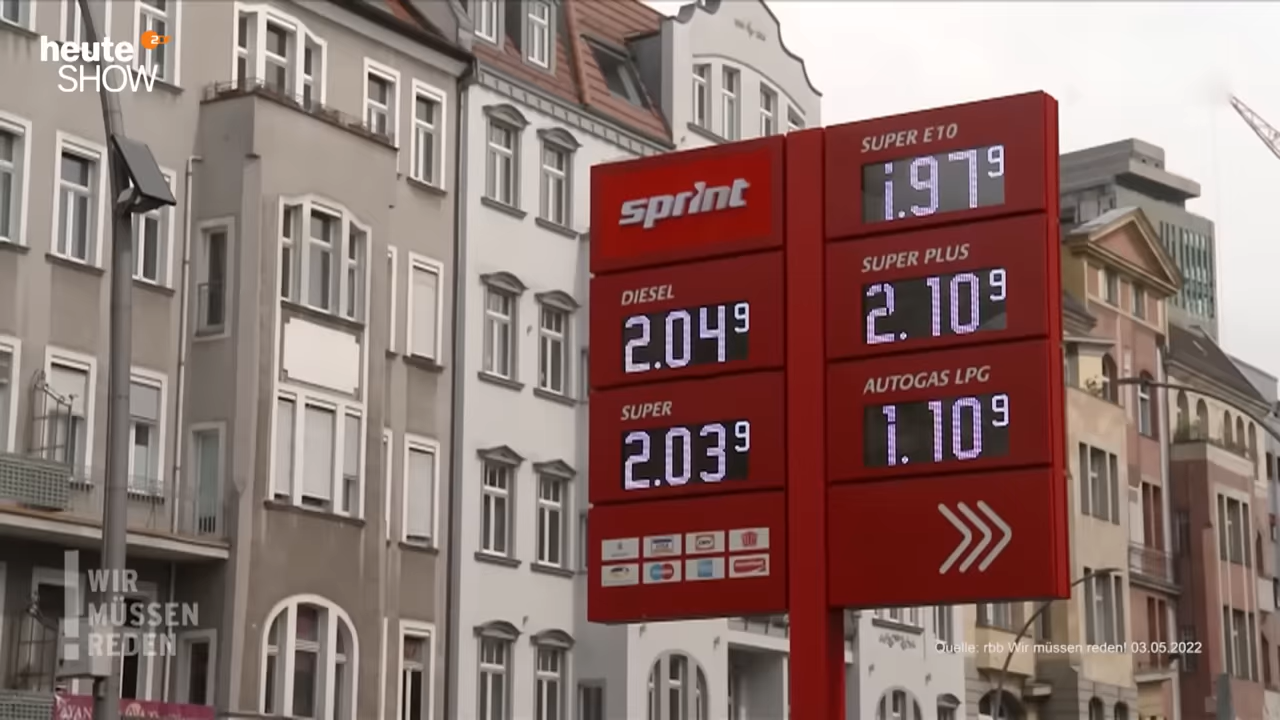 heute
SHOW
sprint
DIESEL
2.04⁹
SUPER
2.03⁹
SUPER E10
1.97⁹
SUPER PLUS
2.10⁹
AUTOGAS LPG
1.10⁹
! WIR
MÜSSEN
REDEN
Quelle: rbb Wir müssen reden! 03.05.2022